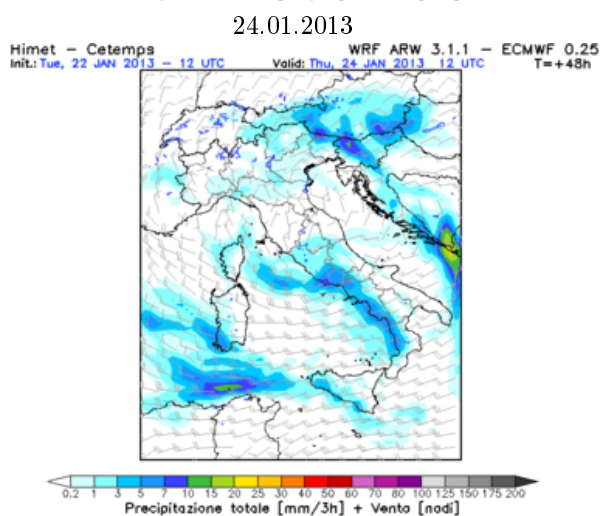 24.01.2013
Himet – Cetemps WRF ARW 3.1.1 – ECMWF 0.25
Init.: Tue, 22 JAN 2013 – 12 UTC Valid: Thu, 24 JAN 2013 12 UTC T=+48h
0.2 1 3 5 7 10 15 20 25 30 40 50 60 70 80 100 125 150 175 200
Precipitazione totale [mm/3h] + Vento [nodi]